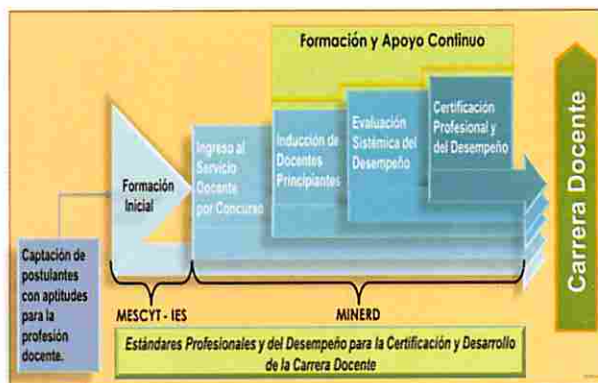 Formación y Apoyo Continuo
Carrera Docente
Certificación
Profesional y
del Desempeño
Evaluación
Sistémica del
Desempeño
Inducción de
Docentes
Principiantes
Ingreso al
Servicio
Docente
por Concurso
Formación
Inicial
Captación de
postulantes
con aptitudes
para la
profesión
docente.
MESCYT - IES
MINERD
Estándares Profesionales y del Desempeño para la Certificación y Desarrollo
de la Carrera Docente